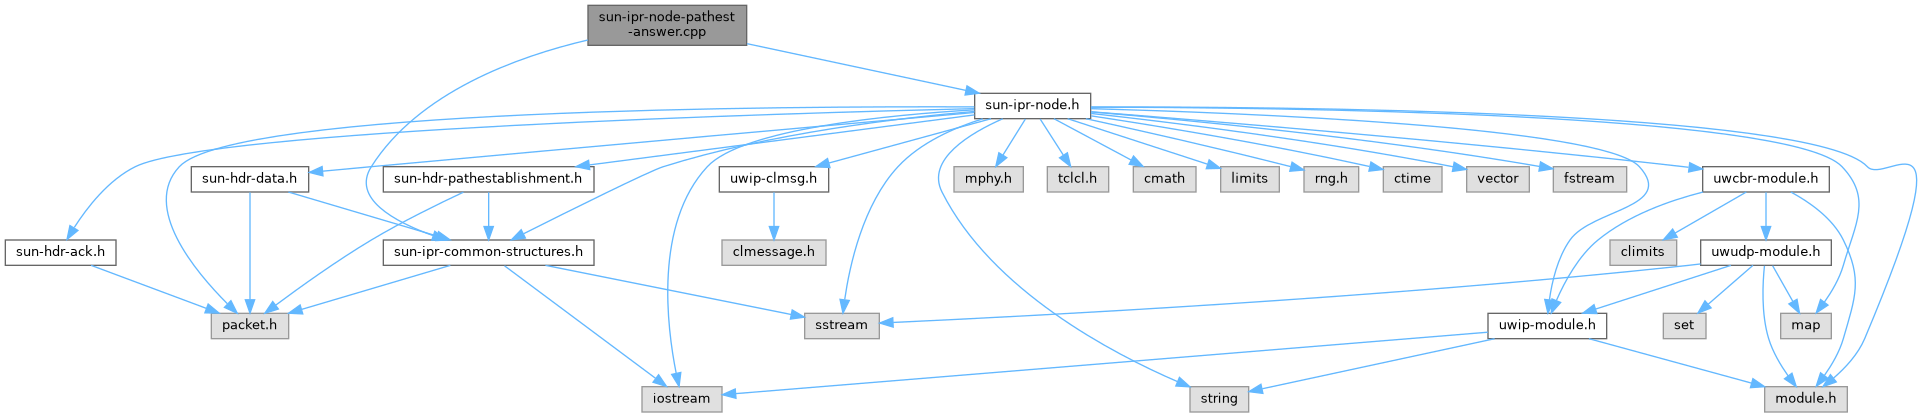 sun-ipr-node-pathest
-answer.cpp
sun-ipr-node.h
sun-hdr-data.h
sun-hdr-pathestablishment.h
uwip-clmsg.h
mphy.h
tclcl.h
cmath
limits
rng.h
ctime
vector
fstream
uwcbr-module.h
sun-hdr-ack.h
sun-ipr-common-structures.h
clmessage.h
climits
uwudp-module.h
packet.h
sstream
uwip-module.h
set
map
iostream
string
module.h